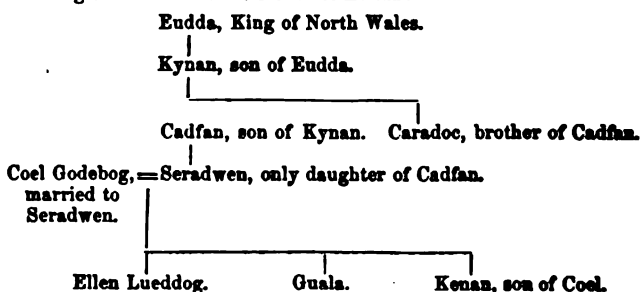 Eudda, King of North Wales.
Kynan, son of Eudda.
Cadfan, son of Kynan. Caradoc, brother of Cadfan.
Coel Godebog,=Seradwen, only daughter of Cadfan.
married to
Seradwen.
Ellen Lueddog. Guala. Kenan, son of Coel.